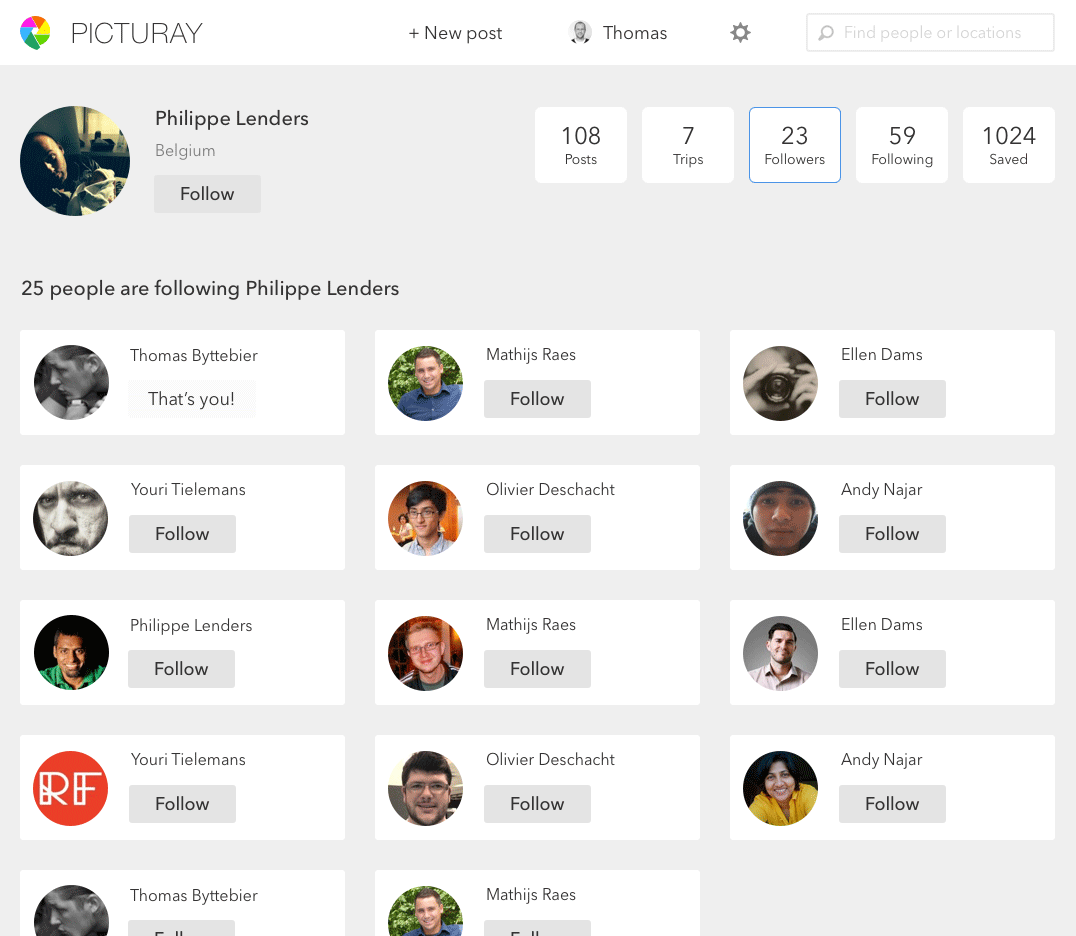 PICTURAY
+ New post
Thomas
Find people or locations
Philippe Lenders
Belgium
Follow
108
Posts
7
Trips
23
Followers
59
Following
1024
Saved
25 people are following Philippe Lenders
Thomas Byttebier
That's you!
Mathijs Raes
Follow
Ellen Dams
Follow
Youri Tielemans
Follow
Olivier Deschacht
Follow
Andy Najar
Follow
Philippe Lenders
Follow
Mathijs Raes
Follow
Ellen Dams
Follow
Youri Tielemans
Follow
RF
Olivier Deschacht
Follow
Andy Najar
Follow
Thomas Byttebier
Follow
Mathijs Raes
Follow